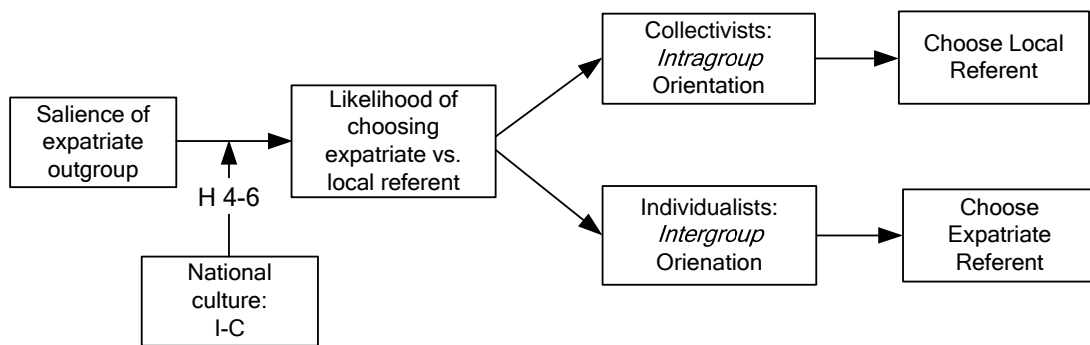 Salience of
expatriate
outgroup
H 4-6
National
culture:
I-C
Likelihood of
choosing
expatriate vs.
local referent
Collectivists:
Intragroup
Orientation
Choose Local
Referent
Individualists:
Intergroup
Orienation
Choose
Expatriate
Referent